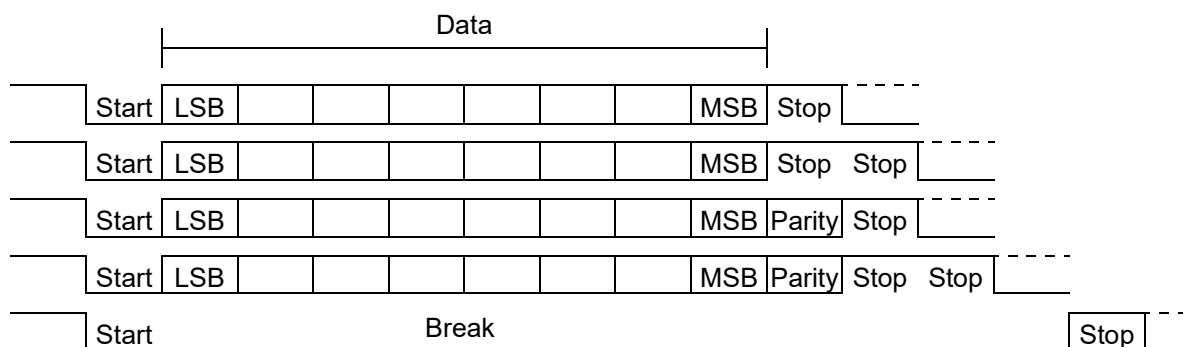 Data
Start LSB MSB Stop
Start LSB MSB Stop Stop
Start LSB MSB Parity Stop
Start LSB MSB Parity Stop Stop
Start Break Stop